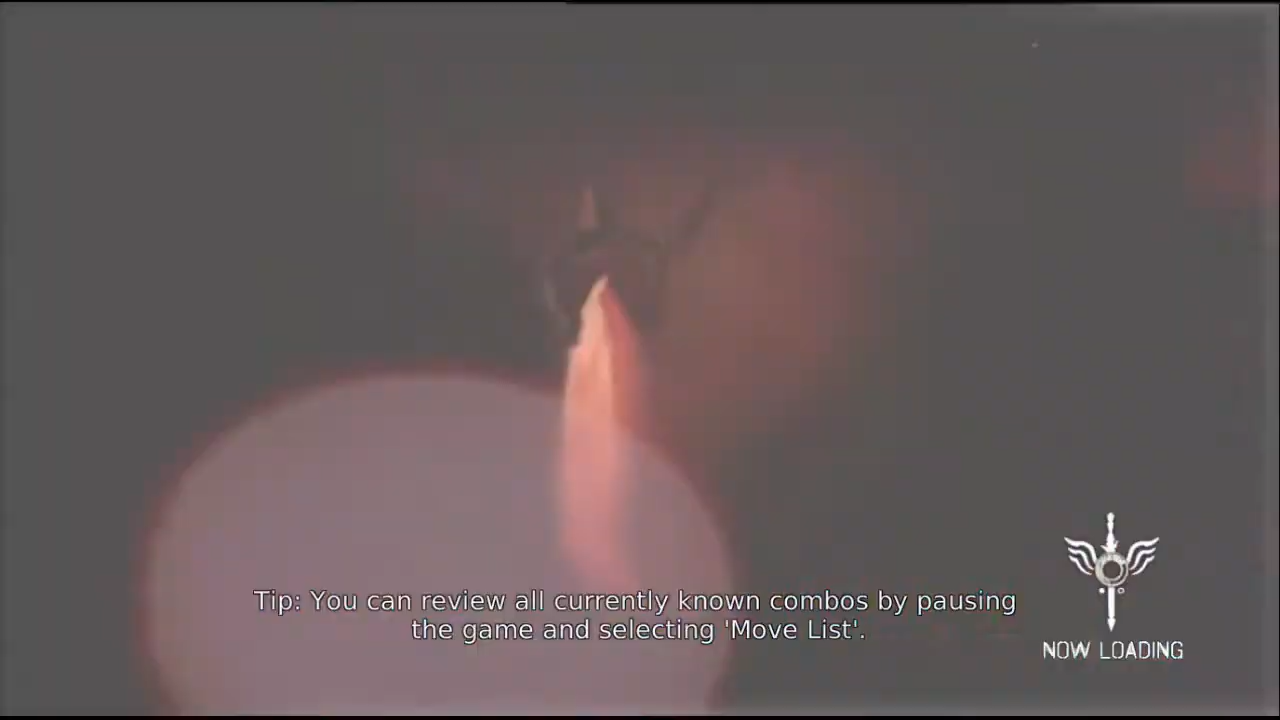 Tip: You can review all currently known combos by pausing
the game and selecting 'Move List'.
NOW LOADING